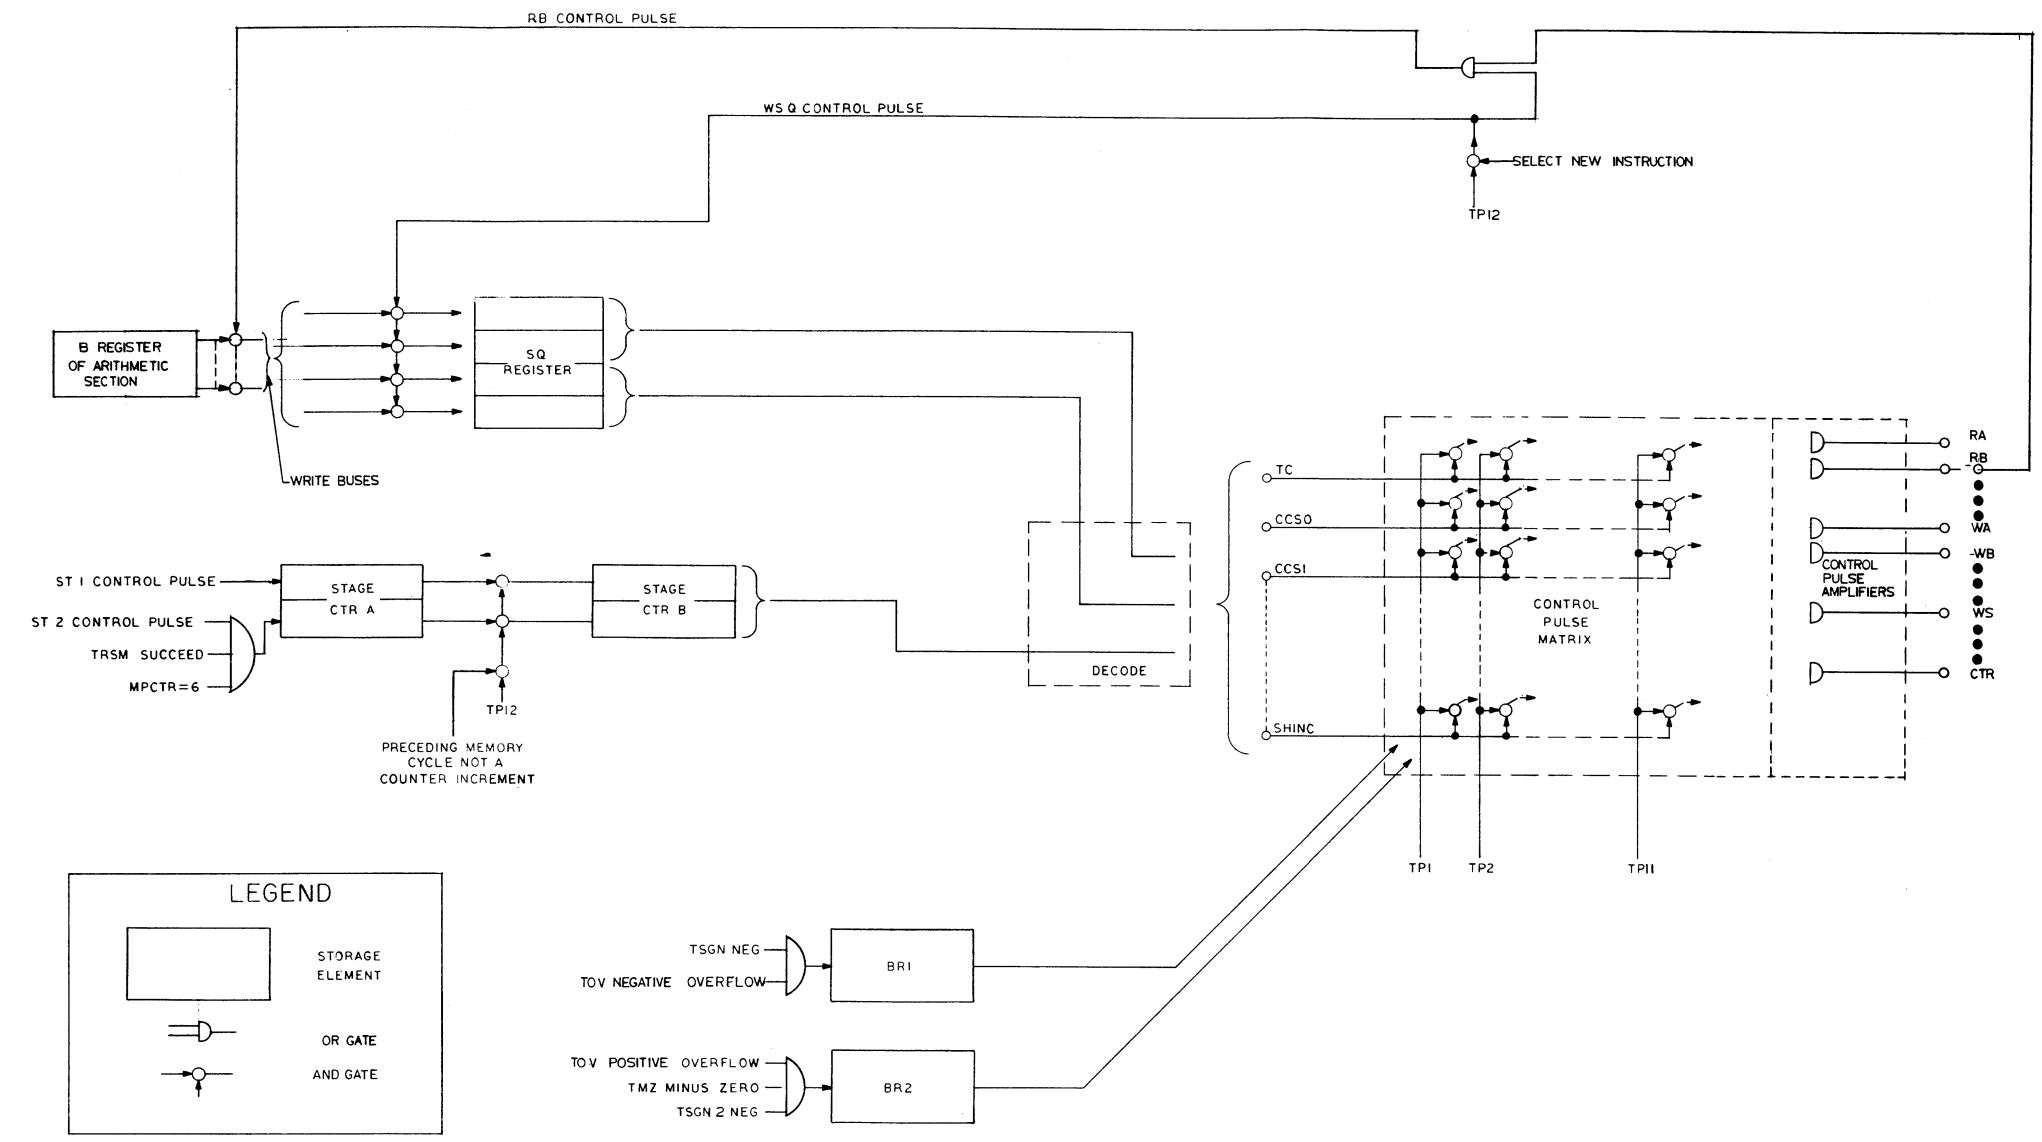 RB CONTROL PULSE
WSQ CONTROL PULSE
SELECT NEW INSTRUCTION
TP12
B REGISTER
OF ARITHMETIC
SECTION
SQ
REGISTER
WRITE BUSES
ST 1 CONTROL PULSE
ST 2 CONTROL PULSE
TRSM SUCCEED
MPCTR=6
STAGE
CTR A
STAGE
CTR B
TP12
PRECEDING MEMORY
CYCLE NOT A
COUNTER INCREMENT
DECODE
TC
CCS0
CCS1
SHINC
CONTROL
PULSE
MATRIX
TP1
TP2
TP11
CONTROL
PULSE
AMPLIFIERS
RA
RB
WA
WB
WS
CTR
LEGEND
STORAGE
ELEMENT
OR GATE
AND GATE
TSGN NEG
TOV NEGATIVE OVERFLOW
BR1
TOV POSITIVE OVERFLOW
TMZ MINUS ZERO
TSGN 2 NEG
BR2